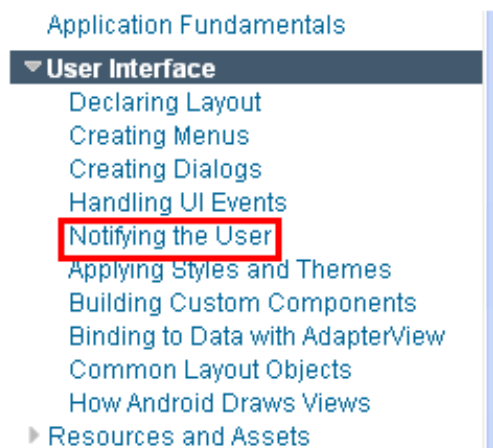 Application Fundamentals
User Interface
Declaring Layout
Creating Menus
Creating Dialogs
Handling UI Events
Notifying the User
Applying Styles and Themes
Building Custom Components
Binding to Data with AdapterView
Common Layout Objects
How Android Draws Views
Resources and Assets